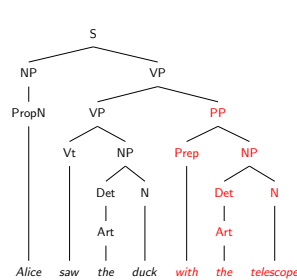 S
NP VP
PropN VP PP
Vt NP Prep NP
Det N Det N
Art Art
Alice saw the duck with the telescope